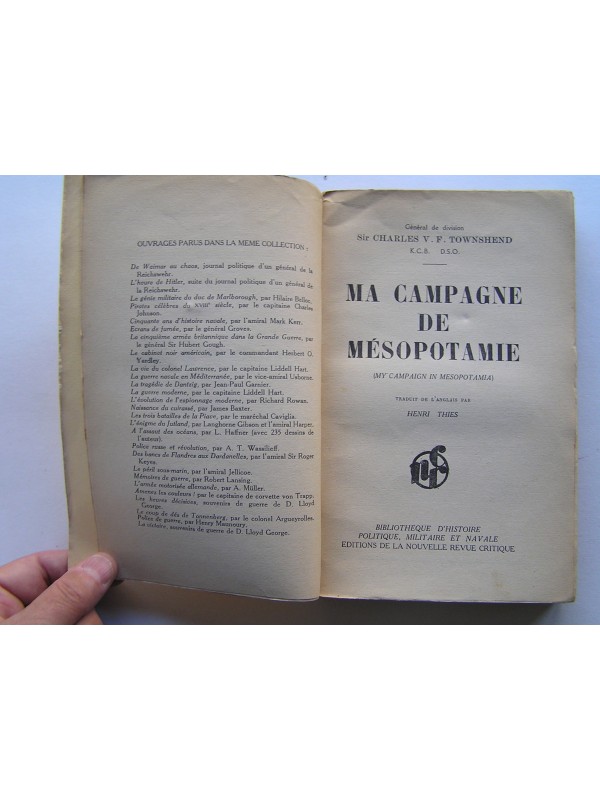 OUVRAGES PARUS DANS LA MEME COLLECTION :
De Weimar au chaos, journal politique d'un général de la
Reichswehr.
L'heure de Hitler, suite du journal politique d'un général de
la Reichswehr.
Le génie militaire du duc de Marlborough, par Hilaire Belloc.
Pirates célèbres du XVIIIe siècle, par le capitaine Charles
Johnson.
Cinquante ans d'histoire navale, par l'amiral Mark Kerr.
Ecrans de fumée, par le général Groves.
La cinquième armée britannique dans la Grande Guerre, par
le général Sir Hubert Gough.
Le cabinet noir américain, par le commandant Herbert O.
Yardley.
La vie du colonel Lawrence, par le capitaine Liddell Hart.
La guerre navale en Méditerranée, par le vice-amiral Usborne.
La tragédie de Dantzig, par Jean-Paul Garnier.
La guerre moderne, par le capitaine Liddell Hart.
L'évolution de l'espionnage moderne, par Richard Rowan.
Naissance du cuirassé, par James Baxter.
Les trois batailles de la Piave, par le maréchal Caviglia.
L'énigme du Jutland, par Langhorne Gibson et l'amiral Harper.
A l'assaut des océans, par L. Haffner (avec 235 dessins de
l'auteur).
Police russe et révolution, par A. T. Wassilieff.
Des bancs de Flandres aux Dardanelles, par l'amiral Sir Roger
Keyes.
Le péril sous-marin, par l'amiral Jellicoe.
Mémoires de guerre, par Robert Lansing.
L'armée motorisée allemande, par A. Müller.
Amenez les couleurs ! par le capitaine de corvette von Trapp.
Les heures décisives, souvenirs de guerre de D. Lloyd
George.
Le coup de dés de Tannenberg, par le colonel Argueyrolles.
Police de guerre, par Henry Maunoury.
La victoire, souvenirs de guerre de D. Lloyd George.
Général de division
Sir CHARLES V. F. TOWNSHEND
K.C.B. D.S.O.
MA CAMPAGNE
DE
MÉSOPOTAMIE
(MY CAMPAIGN IN MESOPOTAMIA)
TRADUIT DE L'ANGLAIS PAR
HENRI THIES
BIBLIOTHEQUE D'HISTOIRE
POLITIQUE, MILITAIRE ET NAVALE
EDITIONS DE LA NOUVELLE REVUE CRITIQUE